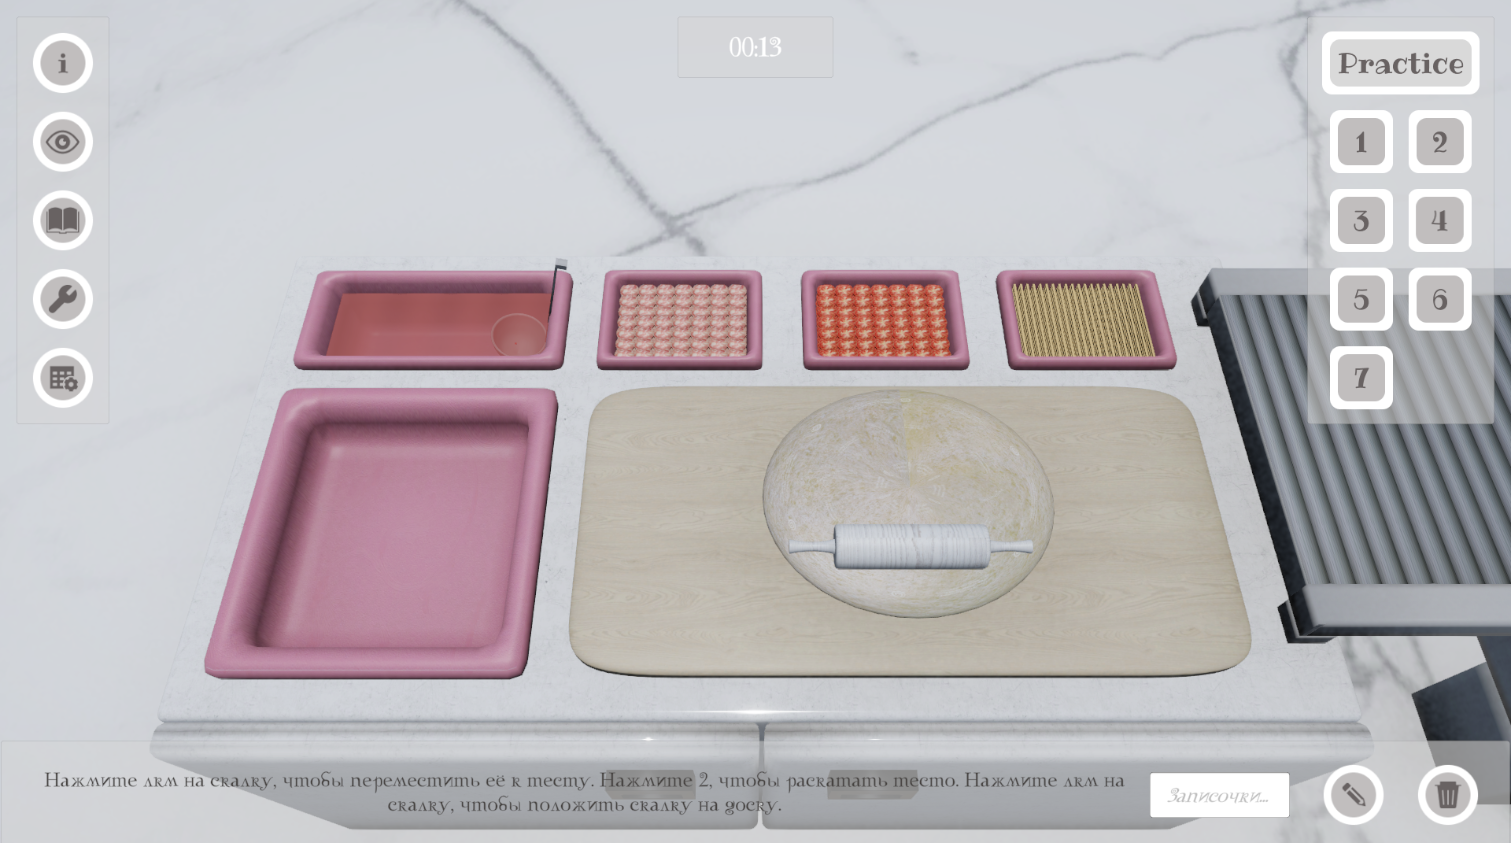 00:13
Practice
1 2
3 4
5 6
7
Нажмите лкм на скалку, чтобы переместить её к тесту. Нажмите 2, чтобы раскатать тесто. Нажмите лкм на
скалку, чтобы положить скалку на доску.
Записочки...